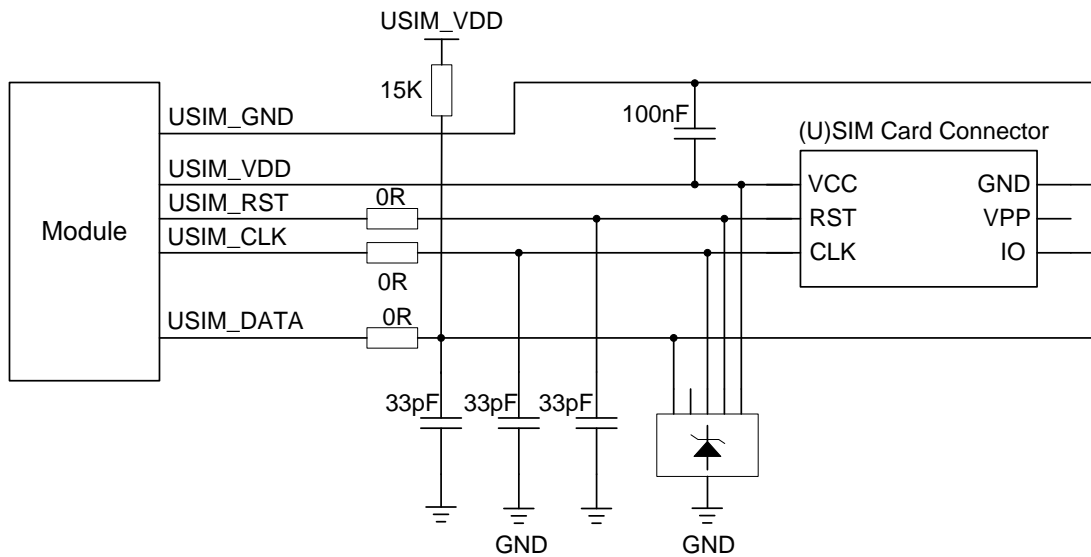 USIM_VDD
15K
USIM_GND
100nF
(U)SIM Card Connector
USIM_VDD
VCC
GND
USIM_RST
0R
RST
VPP
Module
USIM_CLK
CLK
IO
0R
USIM_DATA
0R
33pF
33pF
33pF
GND
GND